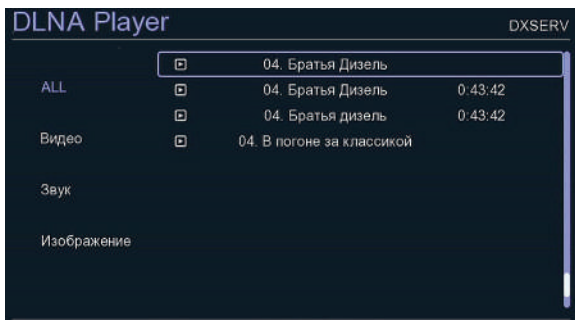 DLNA Player
DXSERV
04. Братья Дизель
ALL
04. Братья Дизель 0:43:42
04. Братья дизель 0:43:42
Видео
04. В погоне за классикой
Звук
Изображение